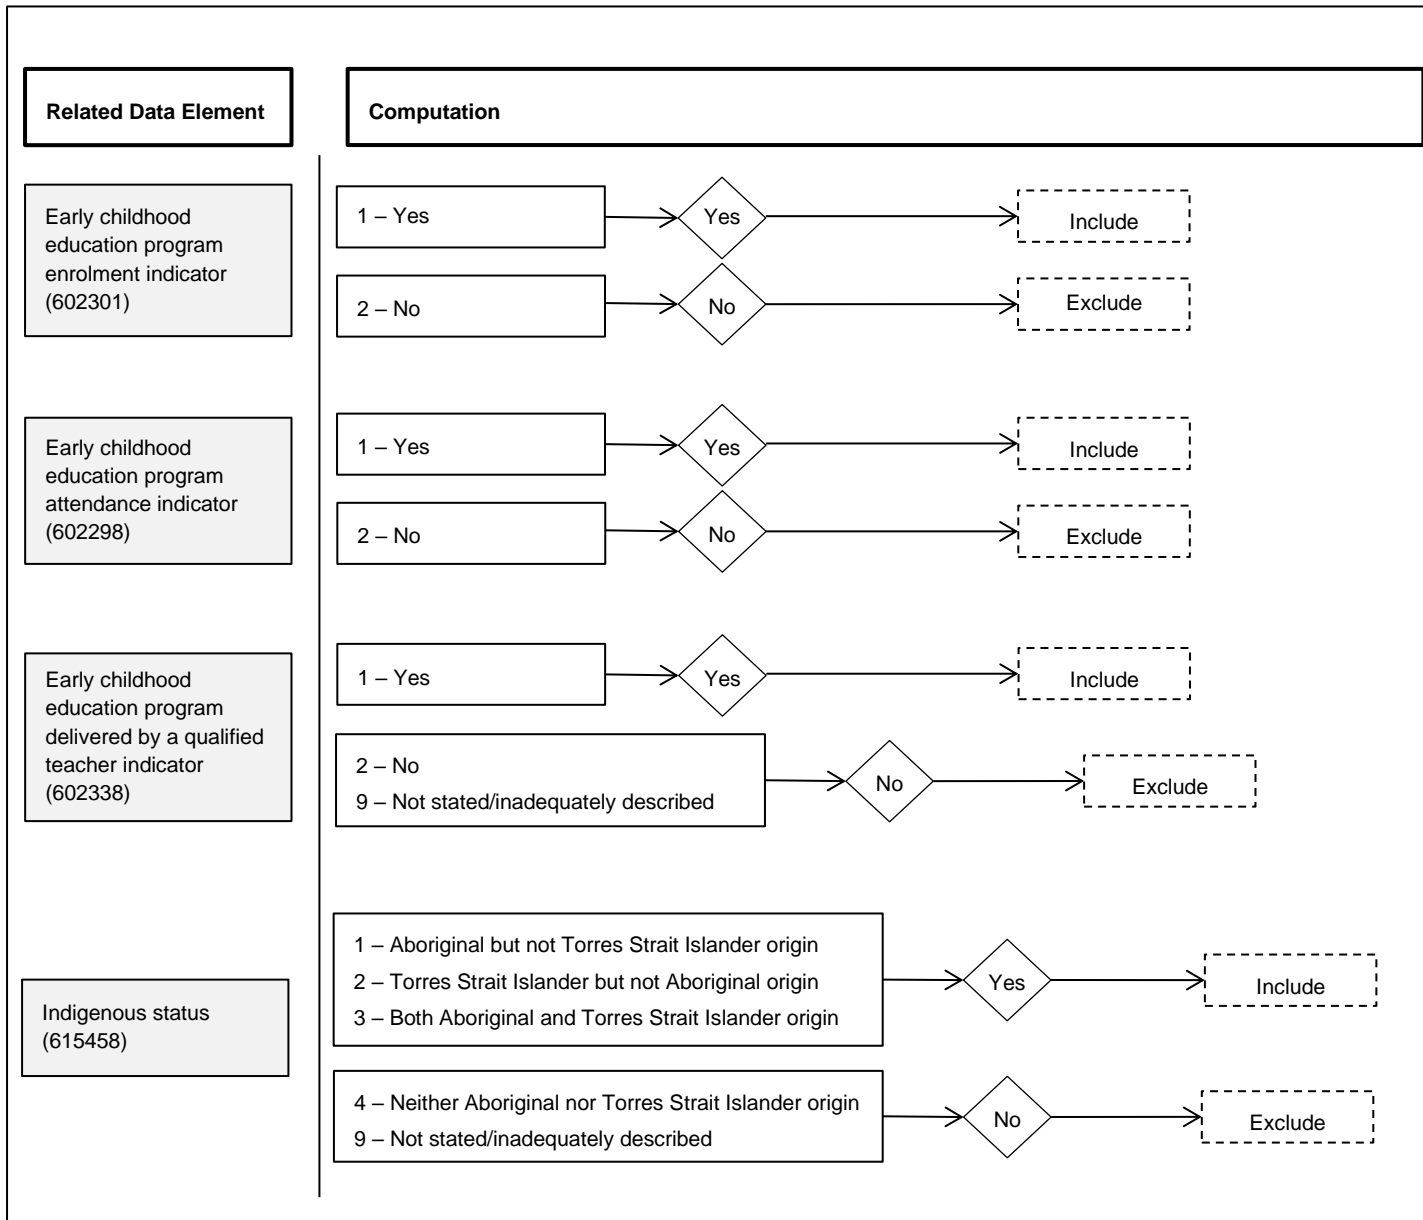 Related Data Element
Computation
Early childhood
education program
enrolment indicator
(602301)
1 – Yes
Yes
Include
2 – No
No
Exclude
Early childhood
education program
attendance indicator
(602298)
1 – Yes
Yes
Include
2 – No
No
Exclude
Early childhood
education program
delivered by a qualified
teacher indicator
(602338)
1 – Yes
Yes
Include
2 – No
9 – Not stated/inadequately described
No
Exclude
Indigenous status
(615458)
1 – Aboriginal but not Torres Strait Islander origin
2 – Torres Strait Islander but not Aboriginal origin
3 – Both Aboriginal and Torres Strait Islander origin
Yes
Include
4 – Neither Aboriginal nor Torres Strait Islander origin
9 – Not stated/inadequately described
No
Exclude